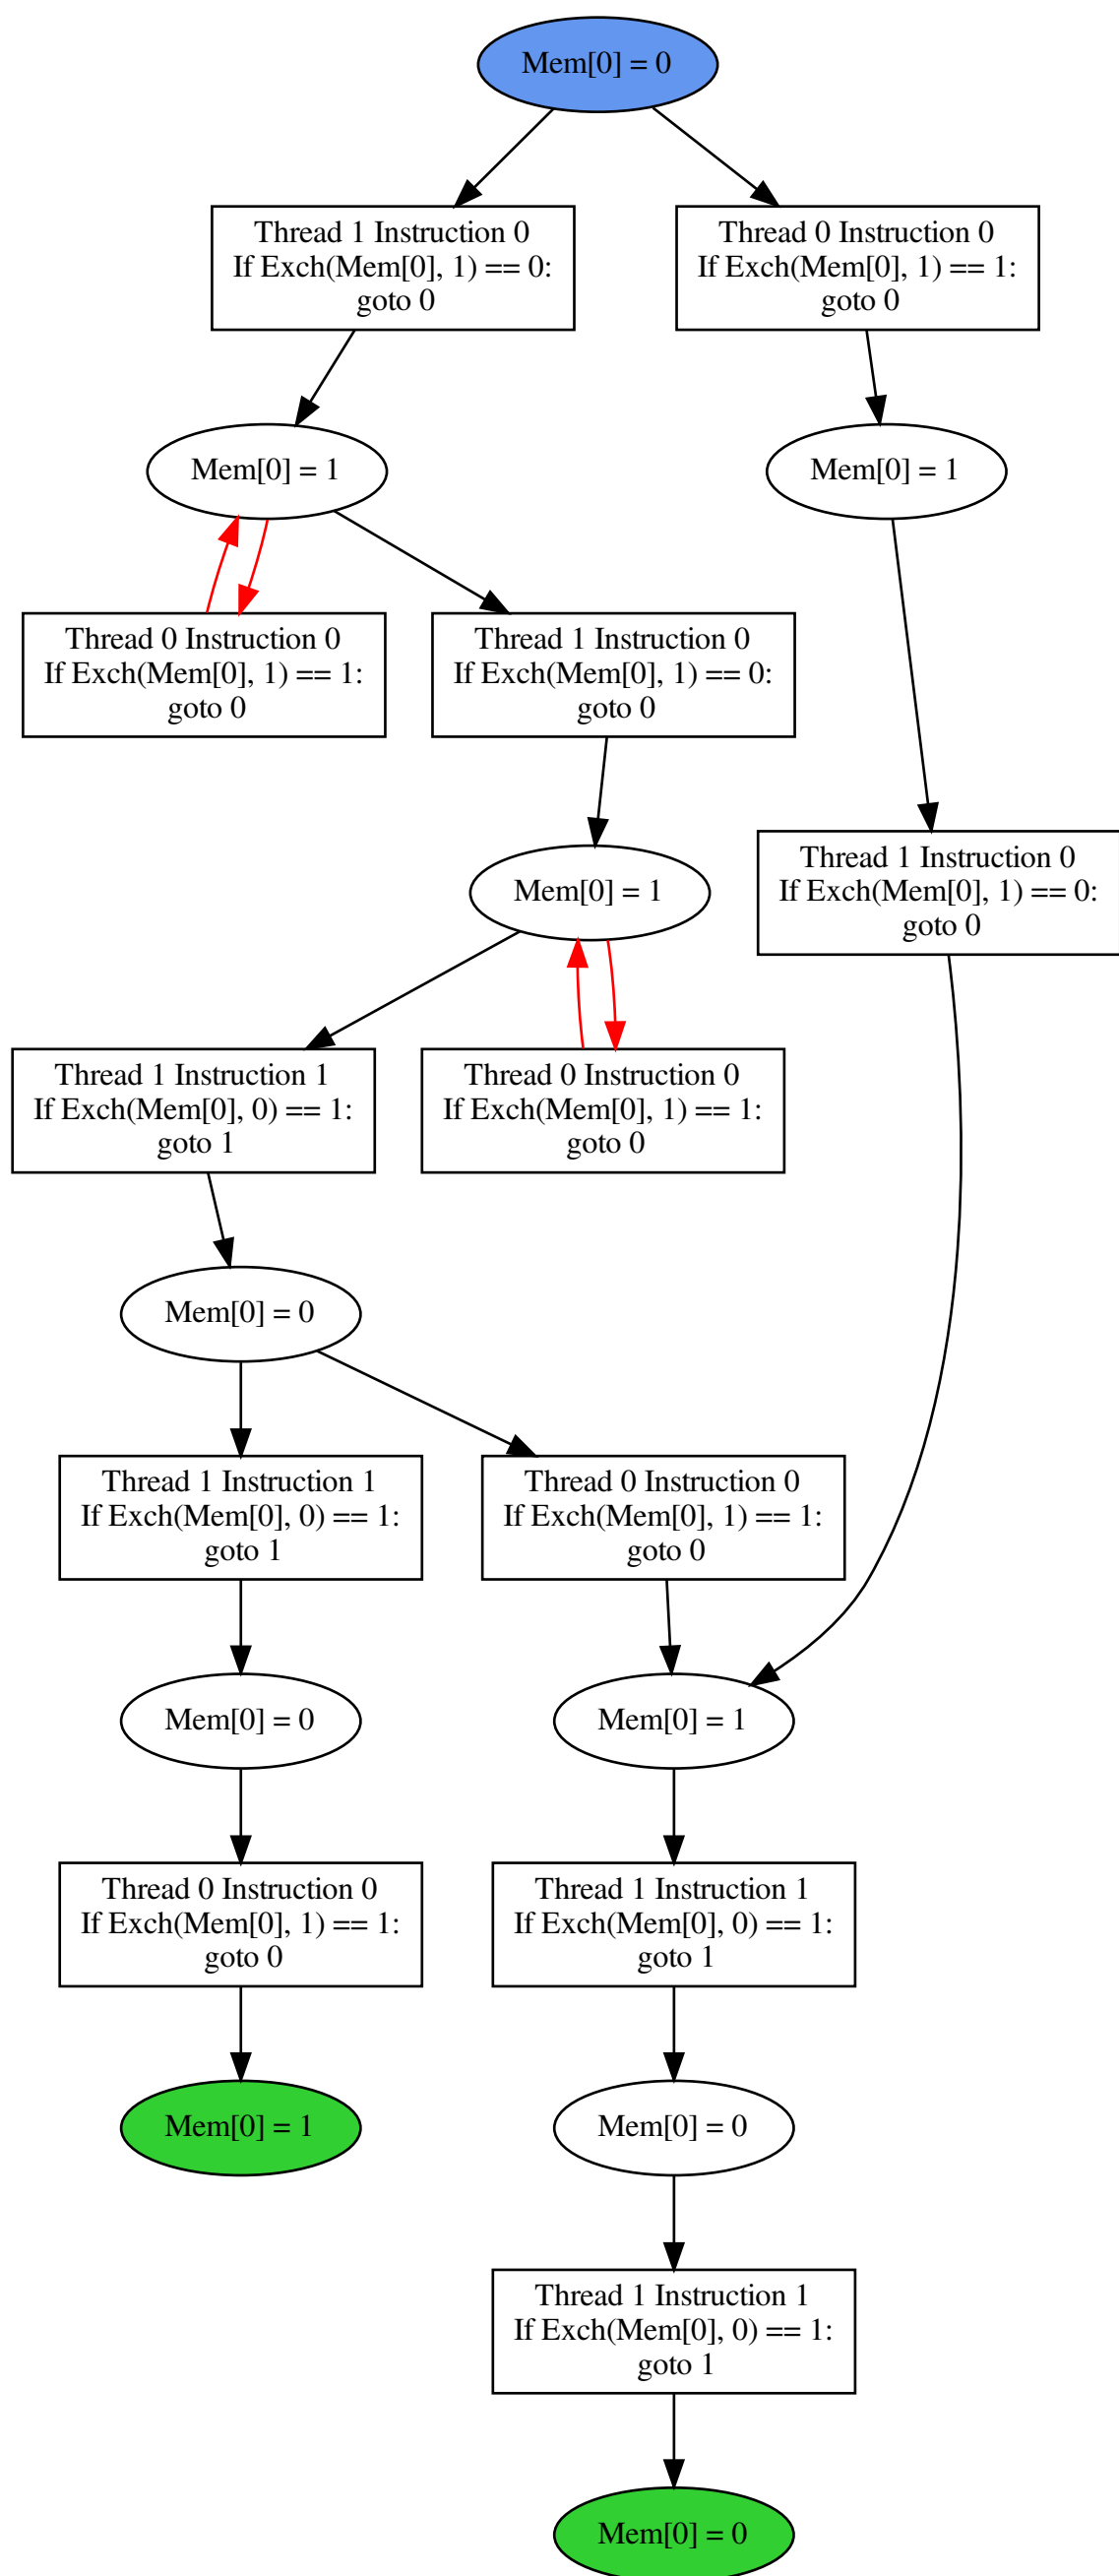 Mem[0] = 0
Thread 1 Instruction 0
If Exch(Mem[0], 1) == 0:
goto 0
Thread 0 Instruction 0
If Exch(Mem[0], 1) == 1:
goto 0
Mem[0] = 1
Mem[0] = 1
Thread 0 Instruction 0
If Exch(Mem[0], 1) == 1:
goto 0
Thread 1 Instruction 0
If Exch(Mem[0], 1) == 0:
goto 0
Mem[0] = 1
Thread 1 Instruction 0
If Exch(Mem[0], 1) == 0:
goto 0
Thread 1 Instruction 1
If Exch(Mem[0], 0) == 1:
goto 1
Thread 0 Instruction 0
If Exch(Mem[0], 1) == 1:
goto 0
Mem[0] = 0
Thread 1 Instruction 1
If Exch(Mem[0], 0) == 1:
goto 1
Thread 0 Instruction 0
If Exch(Mem[0], 1) == 1:
goto 0
Mem[0] = 0
Mem[0] = 1
Thread 0 Instruction 0
If Exch(Mem[0], 1) == 1:
goto 0
Thread 1 Instruction 1
If Exch(Mem[0], 0) == 1:
goto 1
Mem[0] = 1
Mem[0] = 0
Thread 1 Instruction 1
If Exch(Mem[0], 0) == 1:
goto 1
Mem[0] = 0